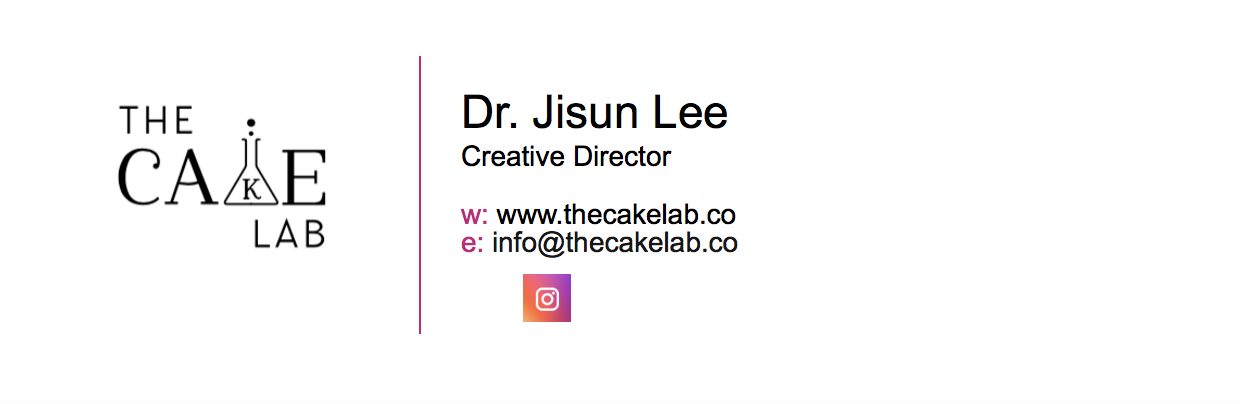 THE
CAKE
LAB
Dr. Jisun Lee
Creative Director
w: www.thecakelab.co
e: info@thecakelab.co